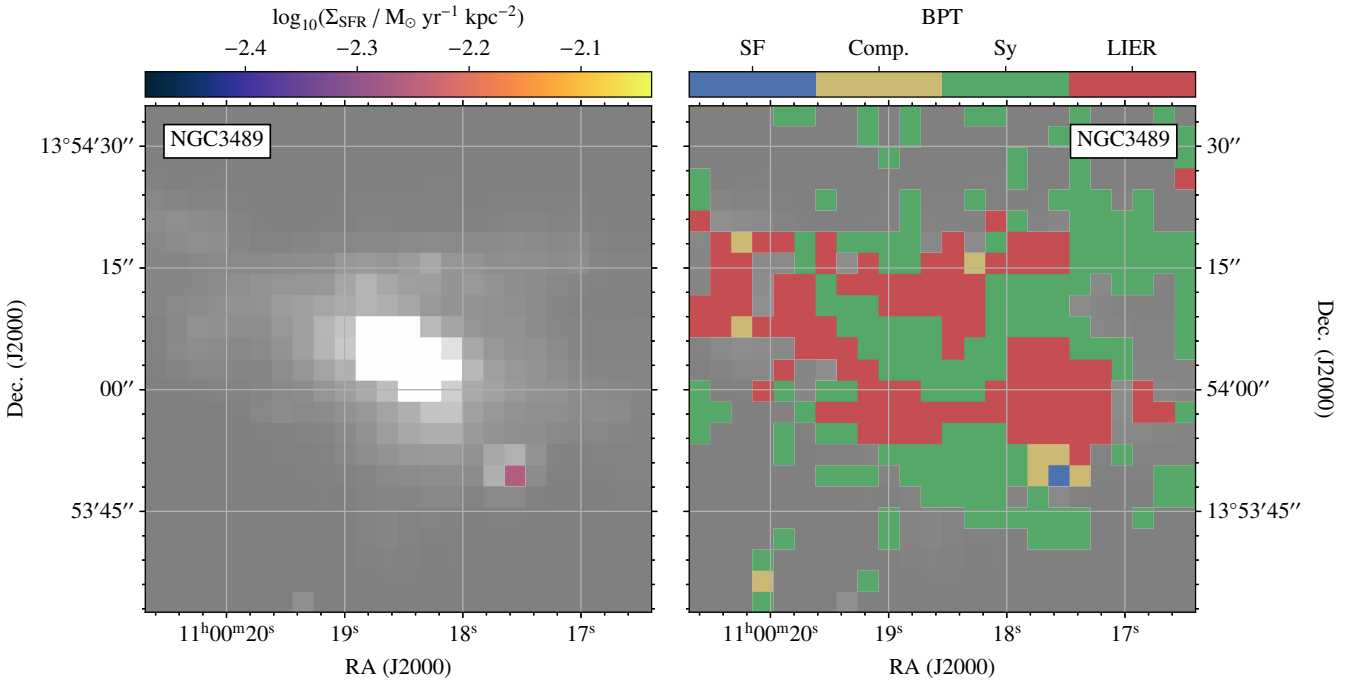 log₁₀(Σ_SFR / M_⊙ yr⁻¹ kpc⁻²)
−2.4 −2.3 −2.2 −2.1
NGC3489
13°54′30′′
15′′
00′′
53′45′′
Dec. (J2000)
11ʰ00ᵐ20ˢ 19ˢ 18ˢ 17ˢ
RA (J2000)
BPT
SF Comp. Sy LIER
NGC3489
30′′
15′′
54′00′′
13°53′45′′
Dec. (J2000)
11ʰ00ᵐ20ˢ 19ˢ 18ˢ 17ˢ
RA (J2000)